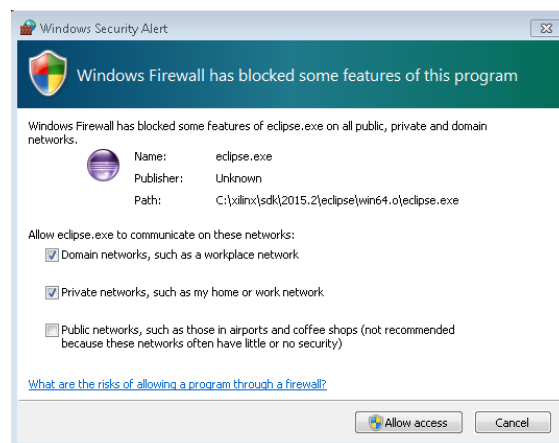 Windows Security Alert
Windows Firewall has blocked some features of this program
Windows Firewall has blocked some features of eclipse.exe on all public, private and domain
networks.
Name: eclipse.exe
Publisher: Unknown
Path: C:\xilinx\sdk\2015.2\eclipse\win64.o\eclipse.exe
Allow eclipse.exe to communicate on these networks:
Domain networks, such as a workplace network
Private networks, such as my home or work network
Public networks, such as those in airports and coffee shops (not recommended
because these networks often have little or no security)
What are the risks of allowing a program through a firewall?
Allow access Cancel